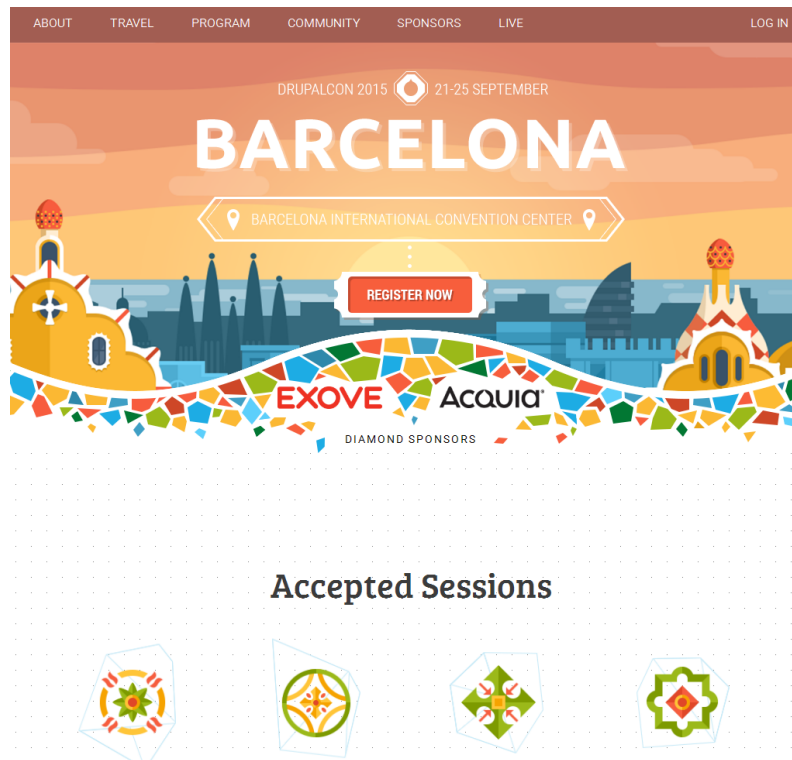 ABOUT TRAVEL PROGRAM COMMUNITY SPONSORS LIVE LOG IN
DRUPALCON 2015 21-25 SEPTEMBER
BARCELONA
BARCELONA INTERNATIONAL CONVENTION CENTER
REGISTER NOW
EXOVE ACQUIA
DIAMOND SPONSORS
Accepted Sessions